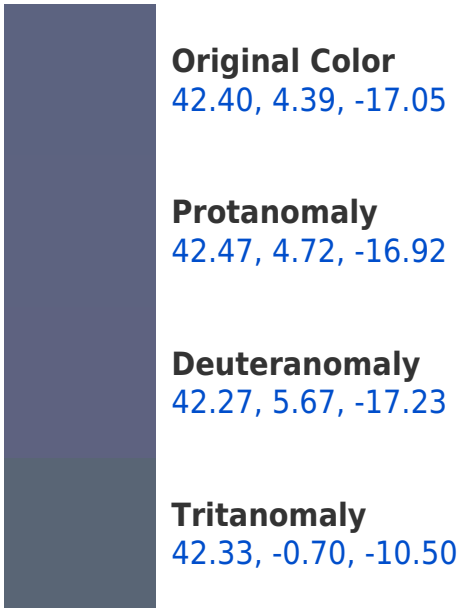 Original Color
42.40, 4.39, -17.05
Protanomaly
42.47, 4.72, -16.92
Deuteranomaly
42.27, 5.67, -17.23
Tritanomaly
42.33, -0.70, -10.50